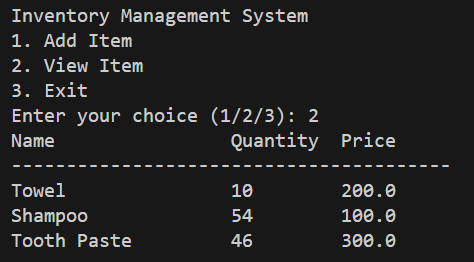 Inventory Management System
1. Add Item
2. View Item
3. Exit
Enter your choice (1/2/3): 2
Name                Quantity  Price
----------------------------------------
Towel               10        200.0
Shampoo             54        100.0
Tooth Paste         46        300.0